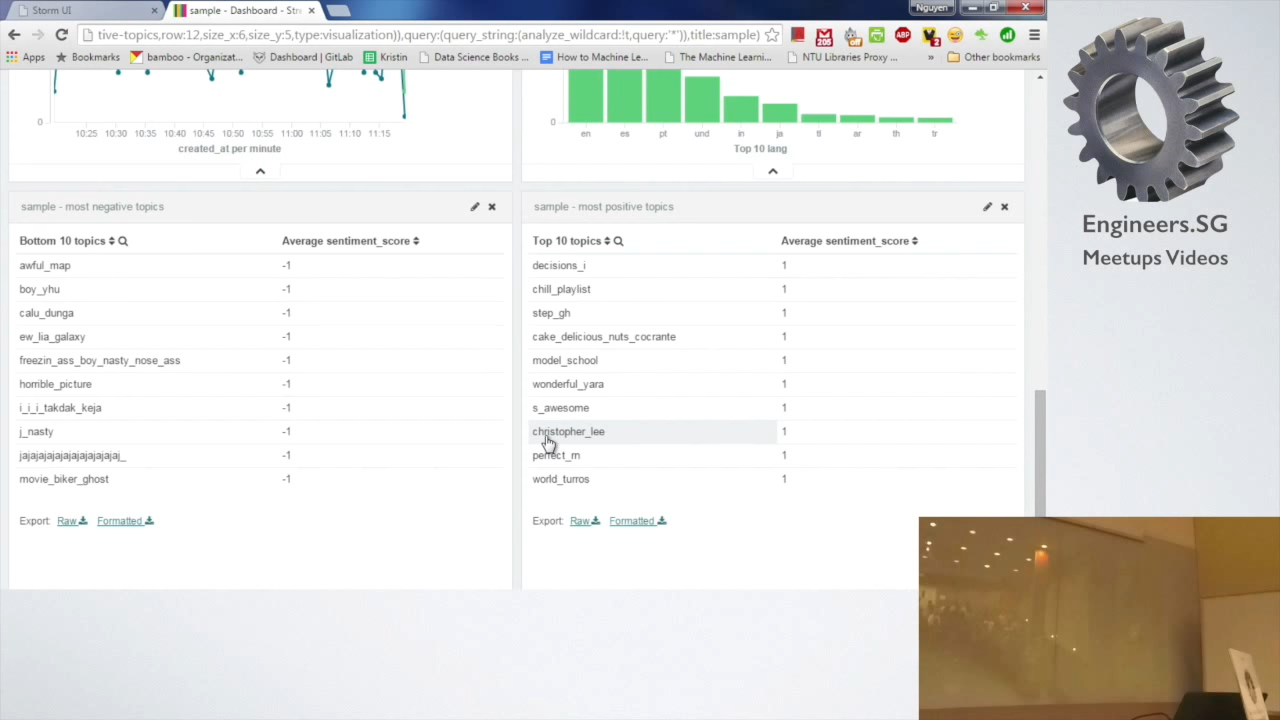 Storm UI
sample - Dashboard - Stre
Nguyen
tive-topics,row:12,size_x:6,size_y:5,type:visualization)),query:(query_string:(analyze_wildcard:!t,query:'*')),title:sample)
Apps
Bookmarks
bamboo - Organizat...
Dashboard | GitLab
Kristin
Data Science Books ...
How to Machine Le...
The Machine Learni...
NTU Libraries Proxy ...
»
Other bookmarks
0
10:25 10:30 10:35 10:40 10:45 10:50 10:55 11:00 11:05 11:10 11:15
created_at per minute
0
en es pt und in ja tl ar th tr
Top 10 lang
sample - most negative topics
Bottom 10 topics Average sentiment_score
awful_map -1
boy_yhu -1
calu_dunga -1
ew_lia_galaxy -1
freezin_ass_boy_nasty_nose_ass -1
horrible_picture -1
i_i_i_takdak_keja -1
j_nasty -1
jajajajajajajajajajajaj_ -1
movie_biker_ghost -1
Export: Raw Formatted
sample - most positive topics
Top 10 topics Average sentiment_score
decisions_i 1
chill_playlist 1
step_gh 1
cake_delicious_nuts_cocrante 1
model_school 1
wonderful_yara 1
s_awesome 1
christopher_lee 1
perfect_rn 1
world_turros 1
Export: Raw Formatted
Engineers.SG
Meetups Videos